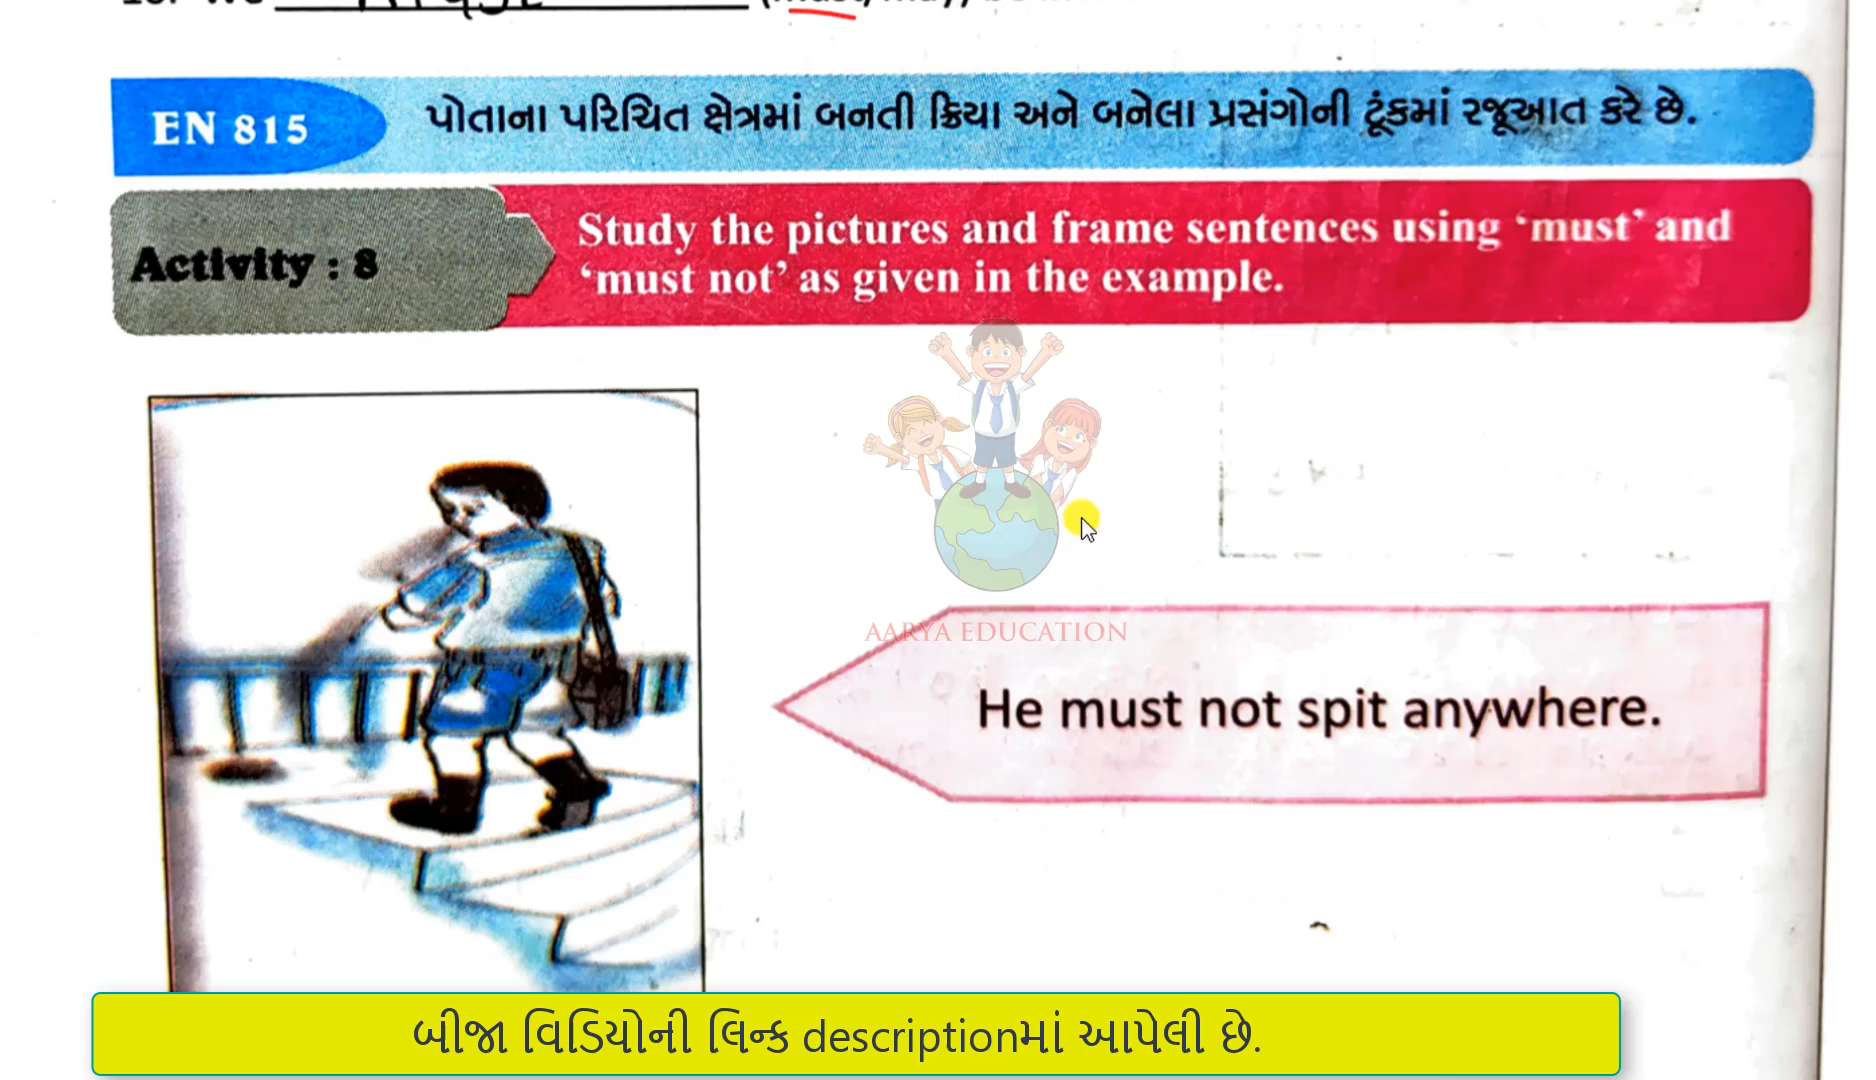 We
EN 815
પોતાના પરિચિત ક્ષેત્રમાં બનતી ક્રિયા અને બનેલા પ્રસંગોની ટૂંકમાં રજૂઆત કરે છે.
Activity : 8
Study the pictures and frame sentences using ‘must’ and
‘must not’ as given in the example.
AARYA EDUCATION
He must not spit anywhere.
બીજા વિડિયોની લિન્ક descriptionમાં આપેલી છે.